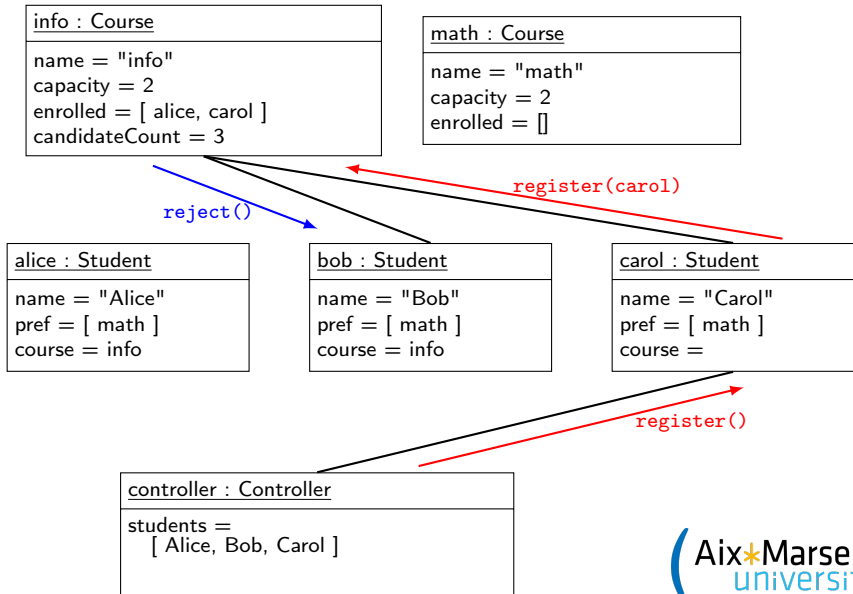 info : Course
name = "info"
capacity = 2
enrolled = [ alice, carol ]
candidateCount = 3
math : Course
name = "math"
capacity = 2
enrolled = []
register(carol)
reject()
alice : Student
name = "Alice"
pref = [ math ]
course = info
bob : Student
name = "Bob"
pref = [ math ]
course = info
carol : Student
name = "Carol"
pref = [ math ]
course =
register()
controller : Controller
students =
[ Alice, Bob, Carol ]
Aix*Marse
universit